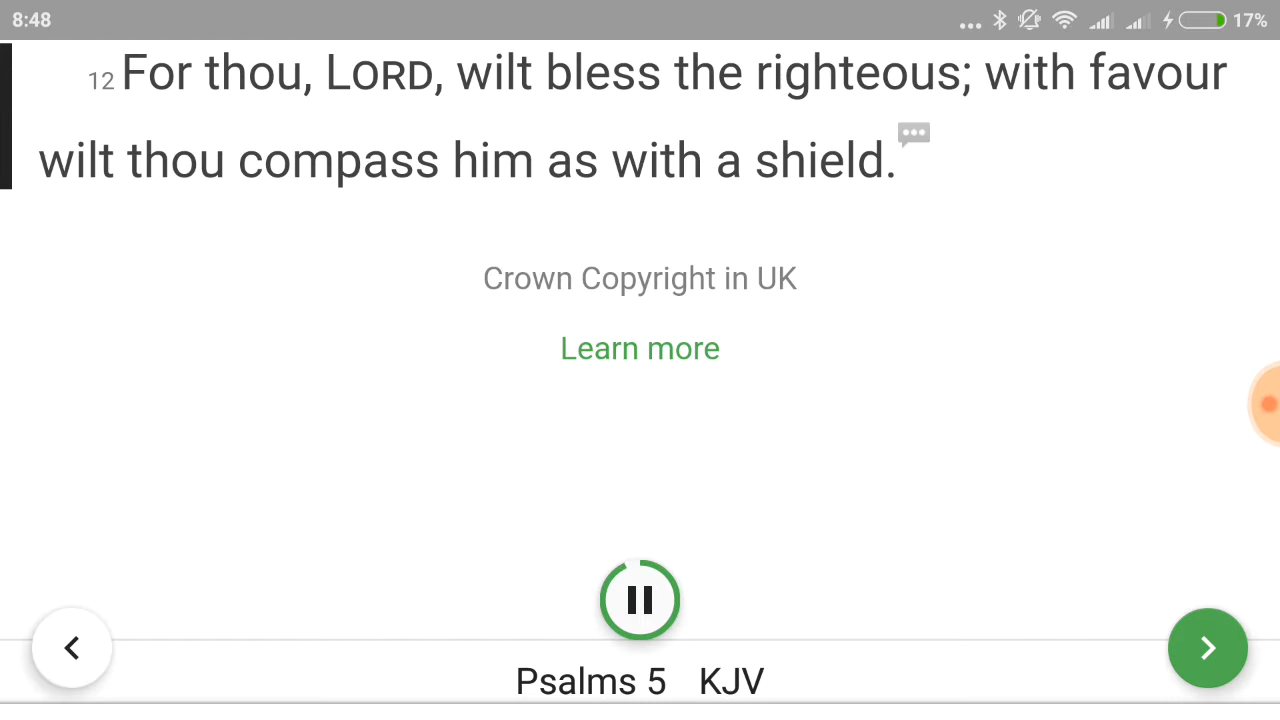 8:48 17%
12 For thou, LORD, wilt bless the righteous; with favour
wilt thou compass him as with a shield.
Crown Copyright in UK
Learn more
Psalms 5 KJV